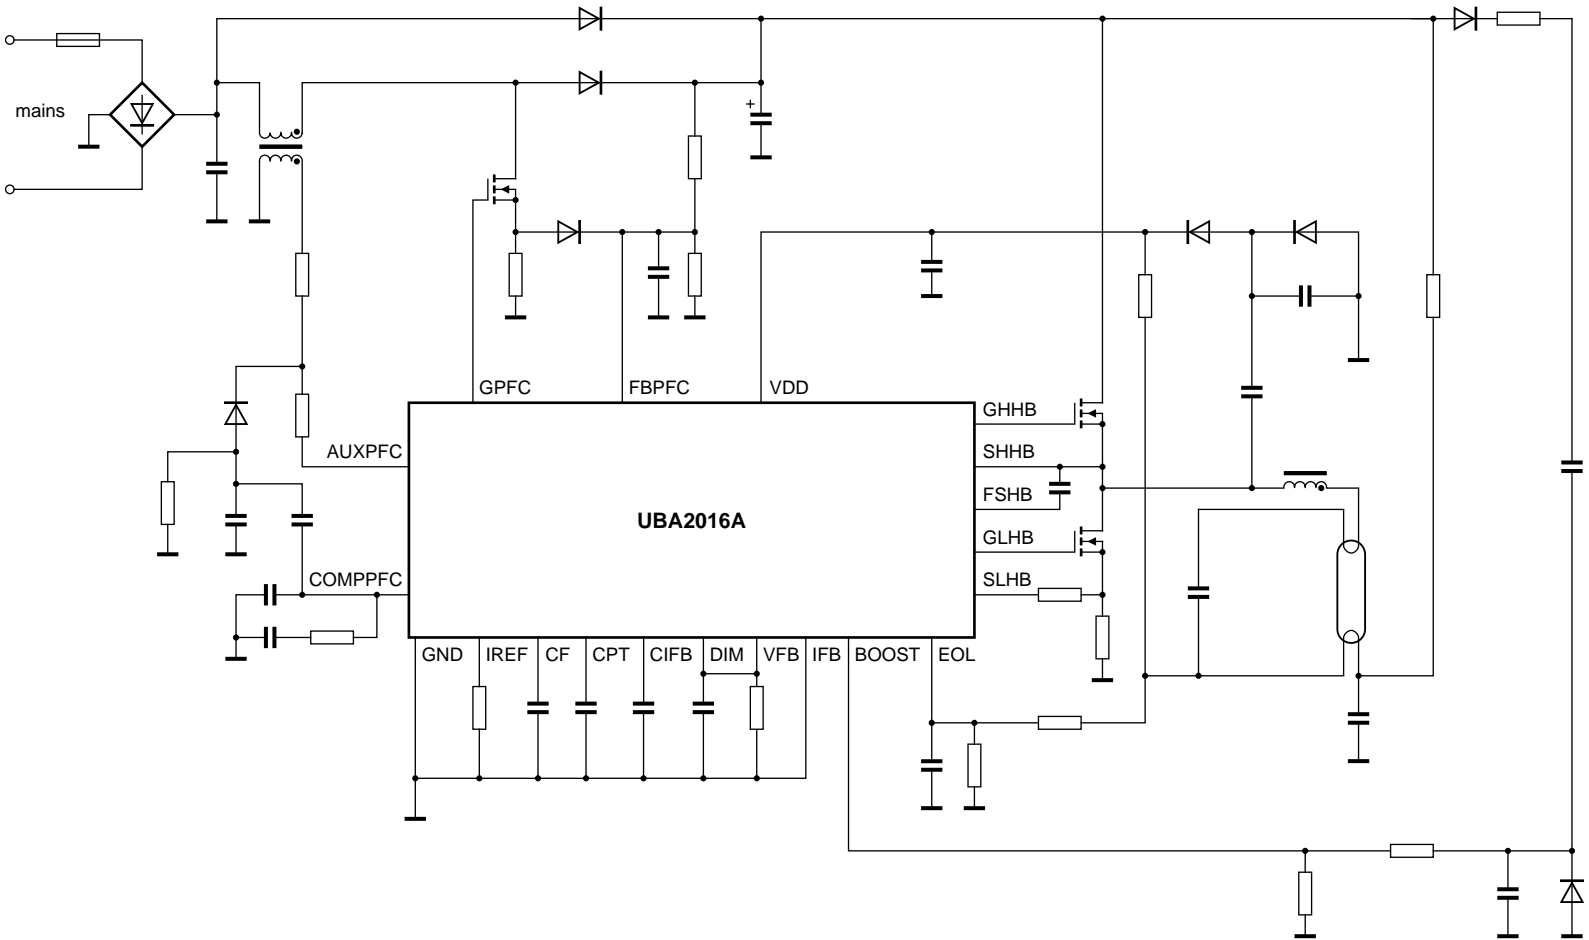 mains
+
GPFC
FBPFC
VDD
GHHB
AUXPFC
SHHB
FSHB
UBA2016A
GLHB
COMPPFC
SLHB
GND
IREF
CF
CPT
CIFB
DIM
VFB
IFB
BOOST
EOL